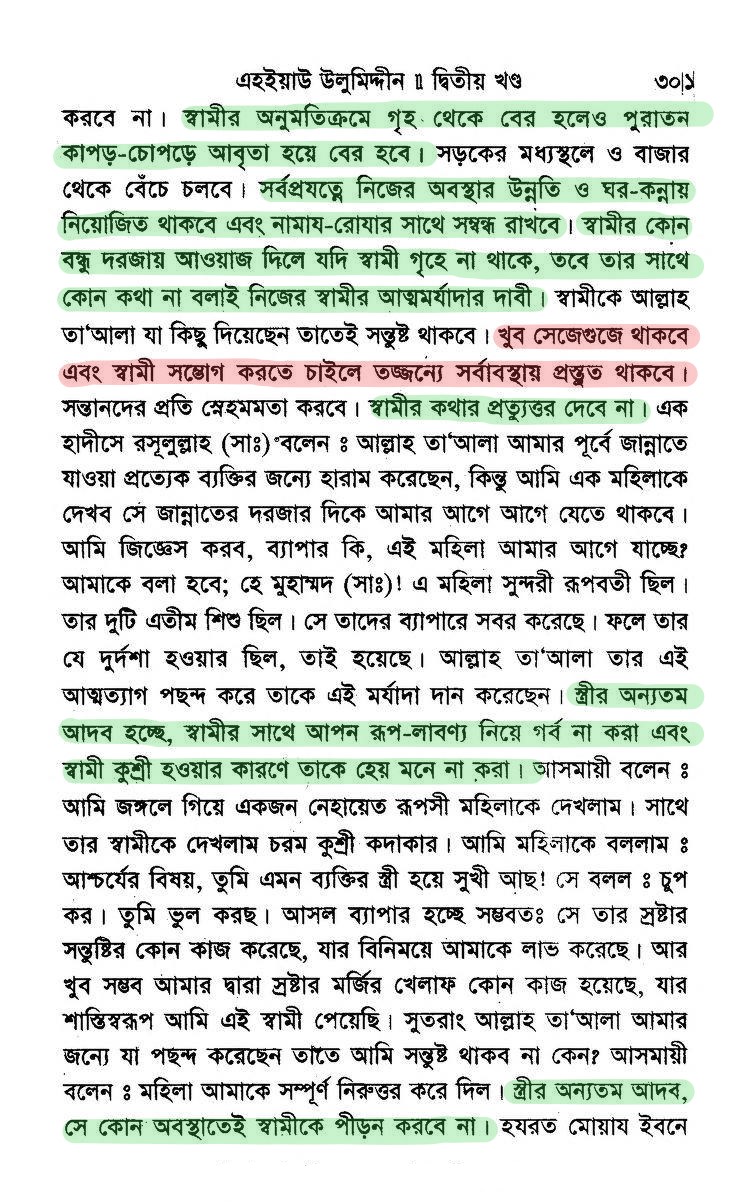 এহইয়াউ উলুমিদ্দীন ॥ দ্বিতীয় খণ্ড ৩০১
করবে না। স্বামীর অনুমতিক্রমে গৃহ থেকে বের হলেও পুরাতন
কাপড়-চোপড়ে আবৃতা হয়ে বের হবে। সড়কের মধ্যস্থলে ও বাজার
থেকে বেঁচে চলবে। সর্বপ্রযত্নে নিজের অবস্থার উন্নতি ও ঘর-কন্নায়
নিয়োজিত থাকবে এবং নামায-রোযার সাথে সম্বন্ধ রাখবে। স্বামীর কোন
বন্ধু দরজায় আওয়াজ দিলে যদি স্বামী গৃহে না থাকে, তবে তার সাথে
কোন কথা না বলাই নিজের স্বামীর আত্মমর্যাদার দাবী। স্বামীকে আল্লাহ
তা‘আলা যা কিছু দিয়েছেন তাতেই সন্তুষ্ট থাকবে। খুব সেজেগুজে থাকবে
এবং স্বামী সম্ভোগ করতে চাইলে তজ্জন্যে সর্বাবস্থায় প্রস্তুত থাকবে।
সন্তানদের প্রতি স্নেহমমতা করবে। স্বামীর কথার প্রত্যুত্তর দেবে না। এক
হাদীসে রসূলুল্লাহ (সাঃ) বলেন ঃ আল্লাহ তা‘আলা আমার পূর্বে জান্নাতে
যাওয়া প্রত্যেক ব্যক্তির জন্যে হারাম করেছেন, কিন্তু আমি এক মহিলাকে
দেখব সে জান্নাতের দরজার দিকে আমার আগে আগে যেতে থাকবে।
আমি জিজ্ঞেস করব, ব্যাপার কি, এই মহিলা আমার আগে যাচ্ছে?
আমাকে বলা হবে; হে মুহাম্মদ (সাঃ)! এ মহিলা সুন্দরী রূপবতী ছিল।
তার দুটি এতীম শিশু ছিল। সে তাদের ব্যাপারে সবর করেছে। ফলে তার
যে দুর্দশা হওয়ার ছিল, তাই হয়েছে। আল্লাহ তা‘আলা তার এই
আত্মত্যাগ পছন্দ করে তাকে এই মর্যাদা দান করেছেন। স্ত্রীর অন্যতম
আদব হচ্ছে, স্বামীর সাথে আপন রূপ-লাবণ্য নিয়ে গর্ব না করা এবং
স্বামী কুশ্রী হওয়ার কারণে তাকে হেয় মনে না করা। আসমায়ী বলেন ঃ
আমি জঙ্গলে গিয়ে একজন নেহায়েত রূপসী মহিলাকে দেখলাম। সাথে
তার স্বামীকে দেখলাম চরম কুশ্রী কদাকার। আমি মহিলাকে বললাম ঃ
আশ্চর্যের বিষয়, তুমি এমন ব্যক্তির স্ত্রী হয়ে সুখী আছ! সে বলল ঃ চুপ
কর। তুমি ভুল করছ। আসল ব্যাপার হচ্ছে সম্ভবতঃ সে তার স্রষ্টার
সন্তুষ্টির কোন কাজ করেছে, যার বিনিময়ে আমাকে লাভ করেছে। আর
খুব সম্ভব আমার দ্বারা স্রষ্টার মর্জির খেলাফ কোন কাজ হয়েছে, যার
শাস্তিস্বরূপ আমি এই স্বামী পেয়েছি। সুতরাং আল্লাহ তা‘আলা আমার
জন্যে যা পছন্দ করেছেন তাতে আমি সন্তুষ্ট থাকব না কেন? আসমায়ী
বলেন ঃ মহিলা আমাকে সম্পূর্ণ নিরুত্তর করে দিল। স্ত্রীর অন্যতম আদব,
সে কোন অবস্থাতেই স্বামীকে পীড়ন করবে না। হযরত মোয়ায ইবনে